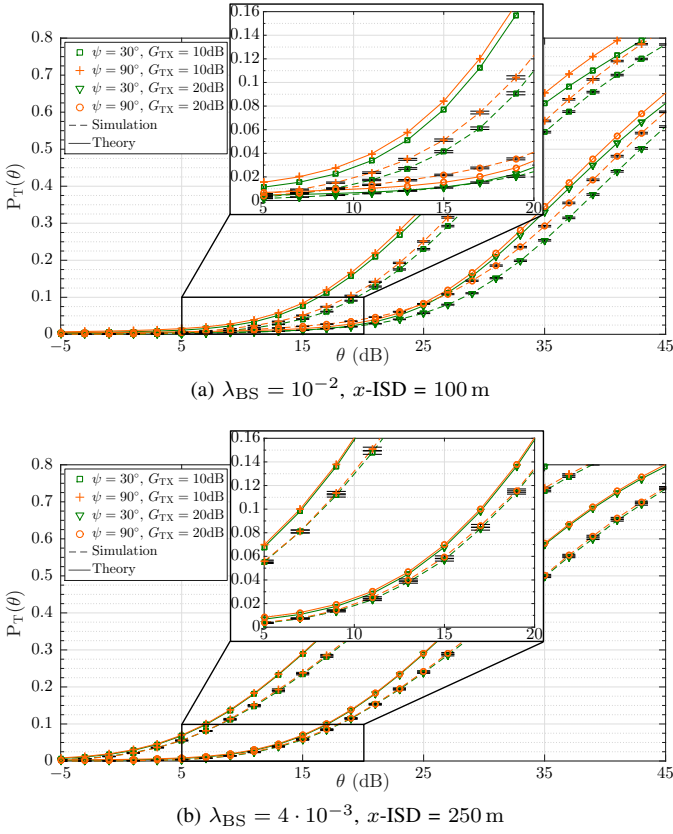 0.16
0.14
0.12
0.1
0.08
0.06
0.04
0.02
0
5 10 15 20
0.8
0.7
0.6
0.5
0.4
0.3
0.2
0.1
0
P_T(θ)
ψ = 30°, G_TX = 10dB
ψ = 90°, G_TX = 10dB
ψ = 30°, G_TX = 20dB
ψ = 90°, G_TX = 20dB
Simulation
Theory
−5 5 15 25 35 45
θ (dB)
(a) λ_BS = 10^−2, x-ISD = 100 m
0.16
0.14
0.12
0.1
0.08
0.06
0.04
0.02
0
5 10 15 20
0.8
0.7
0.6
0.5
0.4
0.3
0.2
0.1
0
P_T(θ)
ψ = 30°, G_TX = 10dB
ψ = 90°, G_TX = 10dB
ψ = 30°, G_TX = 20dB
ψ = 90°, G_TX = 20dB
Simulation
Theory
−5 5 15 25 35 45
θ (dB)
(b) λ_BS = 4 · 10^−3, x-ISD = 250 m